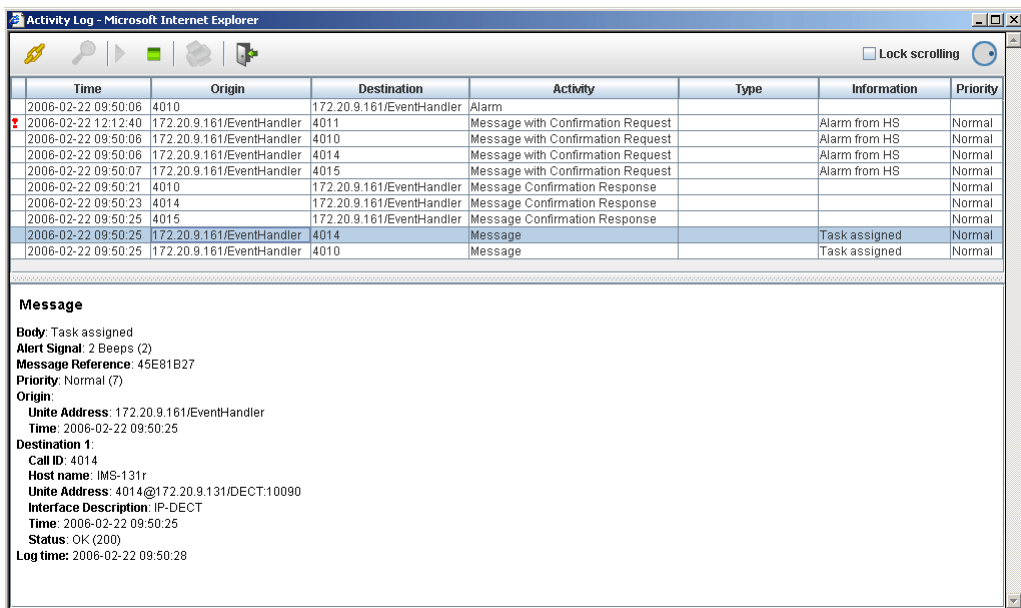 Activity Log - Microsoft Internet Explorer
Lock scrolling
Time Origin Destination Activity Type Information Priority
2006-02-22 09:50:06 4010 172.20.9.161/EventHandler Alarm
2006-02-22 12:12:40 172.20.9.161/EventHandler 4011 Message with Confirmation Request Alarm from HS Normal
2006-02-22 09:50:06 172.20.9.161/EventHandler 4010 Message with Confirmation Request Alarm from HS Normal
2006-02-22 09:50:06 172.20.9.161/EventHandler 4014 Message with Confirmation Request Alarm from HS Normal
2006-02-22 09:50:07 172.20.9.161/EventHandler 4015 Message with Confirmation Request Alarm from HS Normal
2006-02-22 09:50:21 4010 172.20.9.161/EventHandler Message Confirmation Response Normal
2006-02-22 09:50:23 4014 172.20.9.161/EventHandler Message Confirmation Response Normal
2006-02-22 09:50:25 4015 172.20.9.161/EventHandler Message Confirmation Response Normal
2006-02-22 09:50:25 172.20.9.161/EventHandler 4014 Message Task assigned Normal
2006-02-22 09:50:25 172.20.9.161/EventHandler 4010 Message Task assigned Normal
Message
Body: Task assigned
Alert Signal: 2 Beeps (2)
Message Reference: 45E81B27
Priority: Normal (7)
Origin:
Unite Address: 172.20.9.161/EventHandler
Time: 2006-02-22 09:50:25
Destination 1:
Call ID: 4014
Host name: IMS-131r
Unite Address: 4014@172.20.9.131/DECT:10090
Interface Description: IP-DECT
Time: 2006-02-22 09:50:25
Status: OK (200)
Log time: 2006-02-22 09:50:28